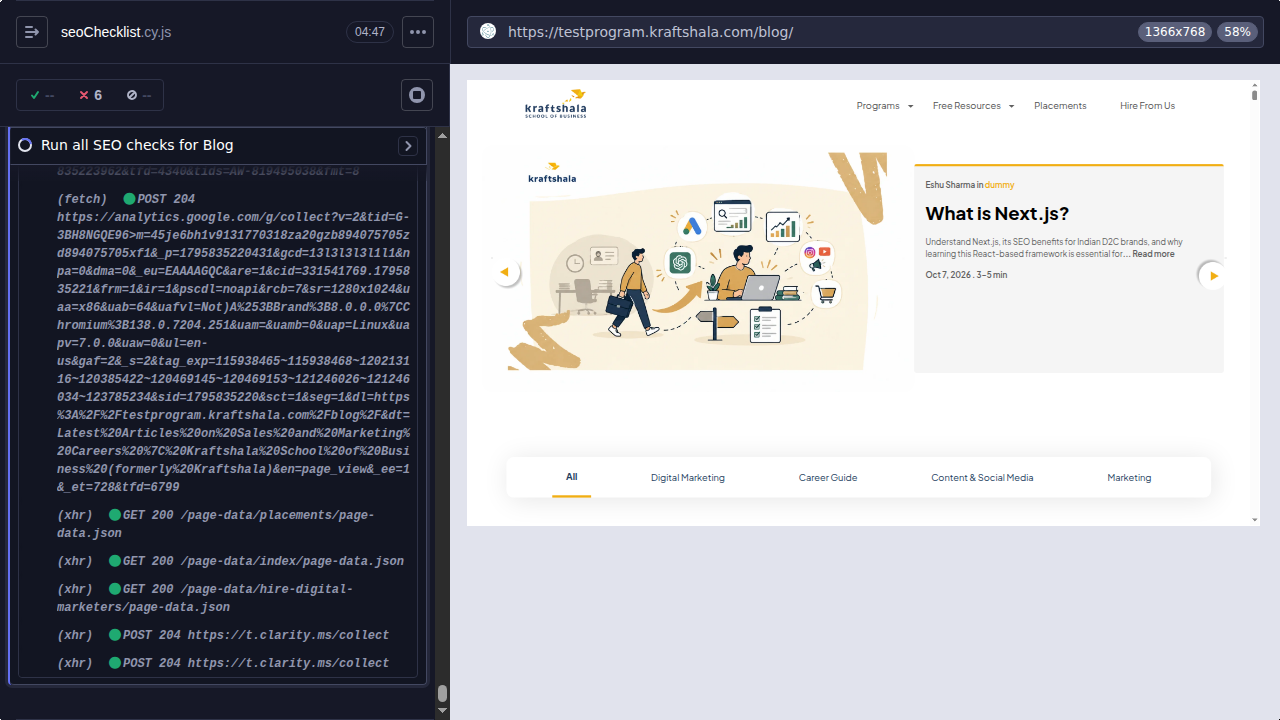 seoChecklist.cy.js
04:47
--
6
--
Run all SEO checks for Blog
835223962&tfd=4340&tids=AW-819495038&fmt=8
(fetch) POST 204
https://analytics.google.com/g/collect?v=2&tid=G-
3BH8NGQE96>m=45je6bh1v9131770318za20gzb894075705z
d894075705xf1&_p=1795835220431&gcd=13l3l3l3l1l1&n
pa=0&dma=0&_eu=EAAAAGQC&are=1&cid=331541769.17958
35221&frm=1&ir=1&pscdl=noapi&rcb=7&sr=1280x1024&u
aa=x86&uab=64&uafvl=Not)A%253BBrand%3B8.0.0.0%7CC
hromium%3B138.0.7204.251&uam=&uamb=0&uap=Linux&ua
pv=7.0.0&uaw=0&ul=en-
us&gaf=2&_s=2&tag_exp=115938465~115938468~1202131
16~120385422~120469145~120469153~121246026~121246
034~123785234&sid=1795835220&sct=1&seg=1&dl=https
%3A%2F%2Ftestprogram.kraftshala.com%2Fblog%2F&dt=
Latest%20Articles%20on%20Sales%20and%20Marketing%
20Careers%20%7C%20Kraftshala%20School%20of%20Busi
ness%20(formerly%20Kraftshala)&en=page_view&_ee=1
&_et=728&tfd=6799
(xhr) GET 200 /page-data/placements/page-
data.json
(xhr) GET 200 /page-data/index/page-data.json
(xhr) GET 200 /page-data/hire-digital-
marketers/page-data.json
(xhr) POST 204 https://t.clarity.ms/collect
(xhr) POST 204 https://t.clarity.ms/collect
https://testprogram.kraftshala.com/blog/
1366x768
58%
kraftshala
SCHOOL OF BUSINESS
Programs
Free Resources
Placements
Hire From Us
kraftshala
Eshu Sharma in dummy
What is Next.js?
Understand Next.js, its SEO benefits for Indian D2C brands, and why
learning this React-based framework is essential for... Read more
Oct 7, 2026 . 3-5 min
All
Digital Marketing
Career Guide
Content & Social Media
Marketing